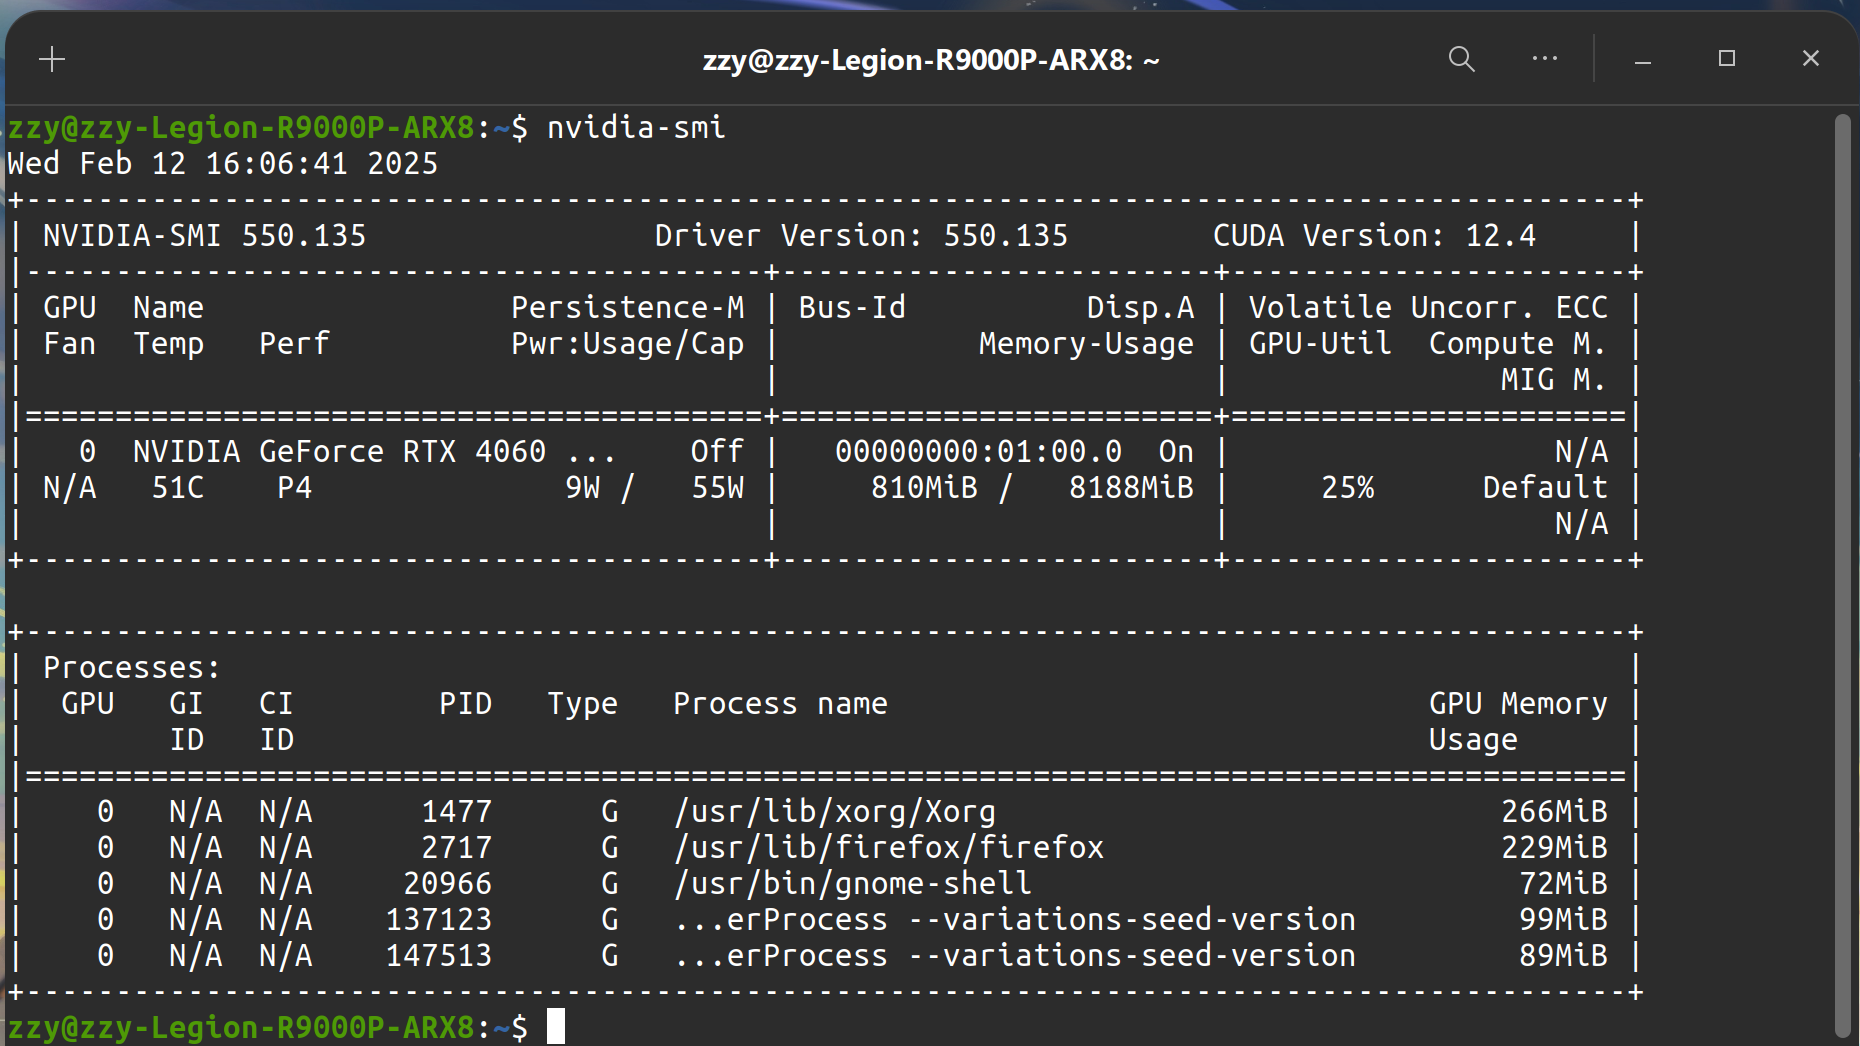 zzy@zzy-Legion-R9000P-ARX8: ~
zzy@zzy-Legion-R9000P-ARX8:~$ nvidia-smi
Wed Feb 12 16:06:41 2025
+-----------------------------------------------------------------------------------------+
| NVIDIA-SMI 550.135                Driver Version: 550.135        CUDA Version: 12.4     |
|-----------------------------------------+------------------------+----------------------+
| GPU  Name                 Persistence-M | Bus-Id          Disp.A | Volatile Uncorr. ECC |
| Fan  Temp   Perf          Pwr:Usage/Cap |           Memory-Usage | GPU-Util  Compute M. |
|                                         |                        |               MIG M. |
|=========================================+========================+======================|
|   0  NVIDIA GeForce RTX 4060 ...    Off |   00000000:01:00.0  On |                  N/A |
| N/A   51C    P4              9W /   55W |     810MiB /   8188MiB |     25%      Default |
|                                         |                        |                  N/A |
+-----------------------------------------+------------------------+----------------------+
+-----------------------------------------------------------------------------------------+
| Processes:                                                                              |
|  GPU   GI   CI        PID   Type   Process name                              GPU Memory |
|        ID   ID                                                               Usage      |
|=========================================================================================|
|    0   N/A  N/A      1477      G   /usr/lib/xorg/Xorg                            266MiB |
|    0   N/A  N/A      2717      G   /usr/lib/firefox/firefox                      229MiB |
|    0   N/A  N/A     20966      G   /usr/bin/gnome-shell                           72MiB |
|    0   N/A  N/A    137123      G   ...erProcess --variations-seed-version         99MiB |
|    0   N/A  N/A    147513      G   ...erProcess --variations-seed-version         89MiB |
+-----------------------------------------------------------------------------------------+
zzy@zzy-Legion-R9000P-ARX8:~$